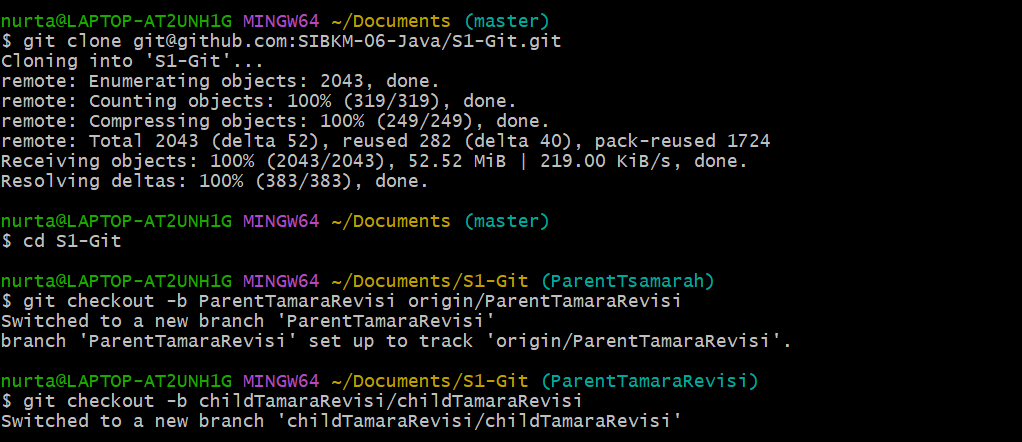 nurta@LAPTOP-AT2UNH1G MINGW64 ~/Documents (master)
$ git clone git@github.com:SIBKM-06-Java/S1-Git.git
Cloning into 'S1-Git'...
remote: Enumerating objects: 2043, done.
remote: Counting objects: 100% (319/319), done.
remote: Compressing objects: 100% (249/249), done.
remote: Total 2043 (delta 52), reused 282 (delta 40), pack-reused 1724
Receiving objects: 100% (2043/2043), 52.52 MiB | 219.00 KiB/s, done.
Resolving deltas: 100% (383/383), done.
nurta@LAPTOP-AT2UNH1G MINGW64 ~/Documents (master)
$ cd S1-Git
nurta@LAPTOP-AT2UNH1G MINGW64 ~/Documents/S1-Git (ParentTsamarah)
$ git checkout -b ParentTamaraRevisi origin/ParentTamaraRevisi
Switched to a new branch 'ParentTamaraRevisi'
branch 'ParentTamaraRevisi' set up to track 'origin/ParentTamaraRevisi'.
nurta@LAPTOP-AT2UNH1G MINGW64 ~/Documents/S1-Git (ParentTamaraRevisi)
$ git checkout -b childTamaraRevisi/childTamaraRevisi
Switched to a new branch 'childTamaraRevisi/childTamaraRevisi'